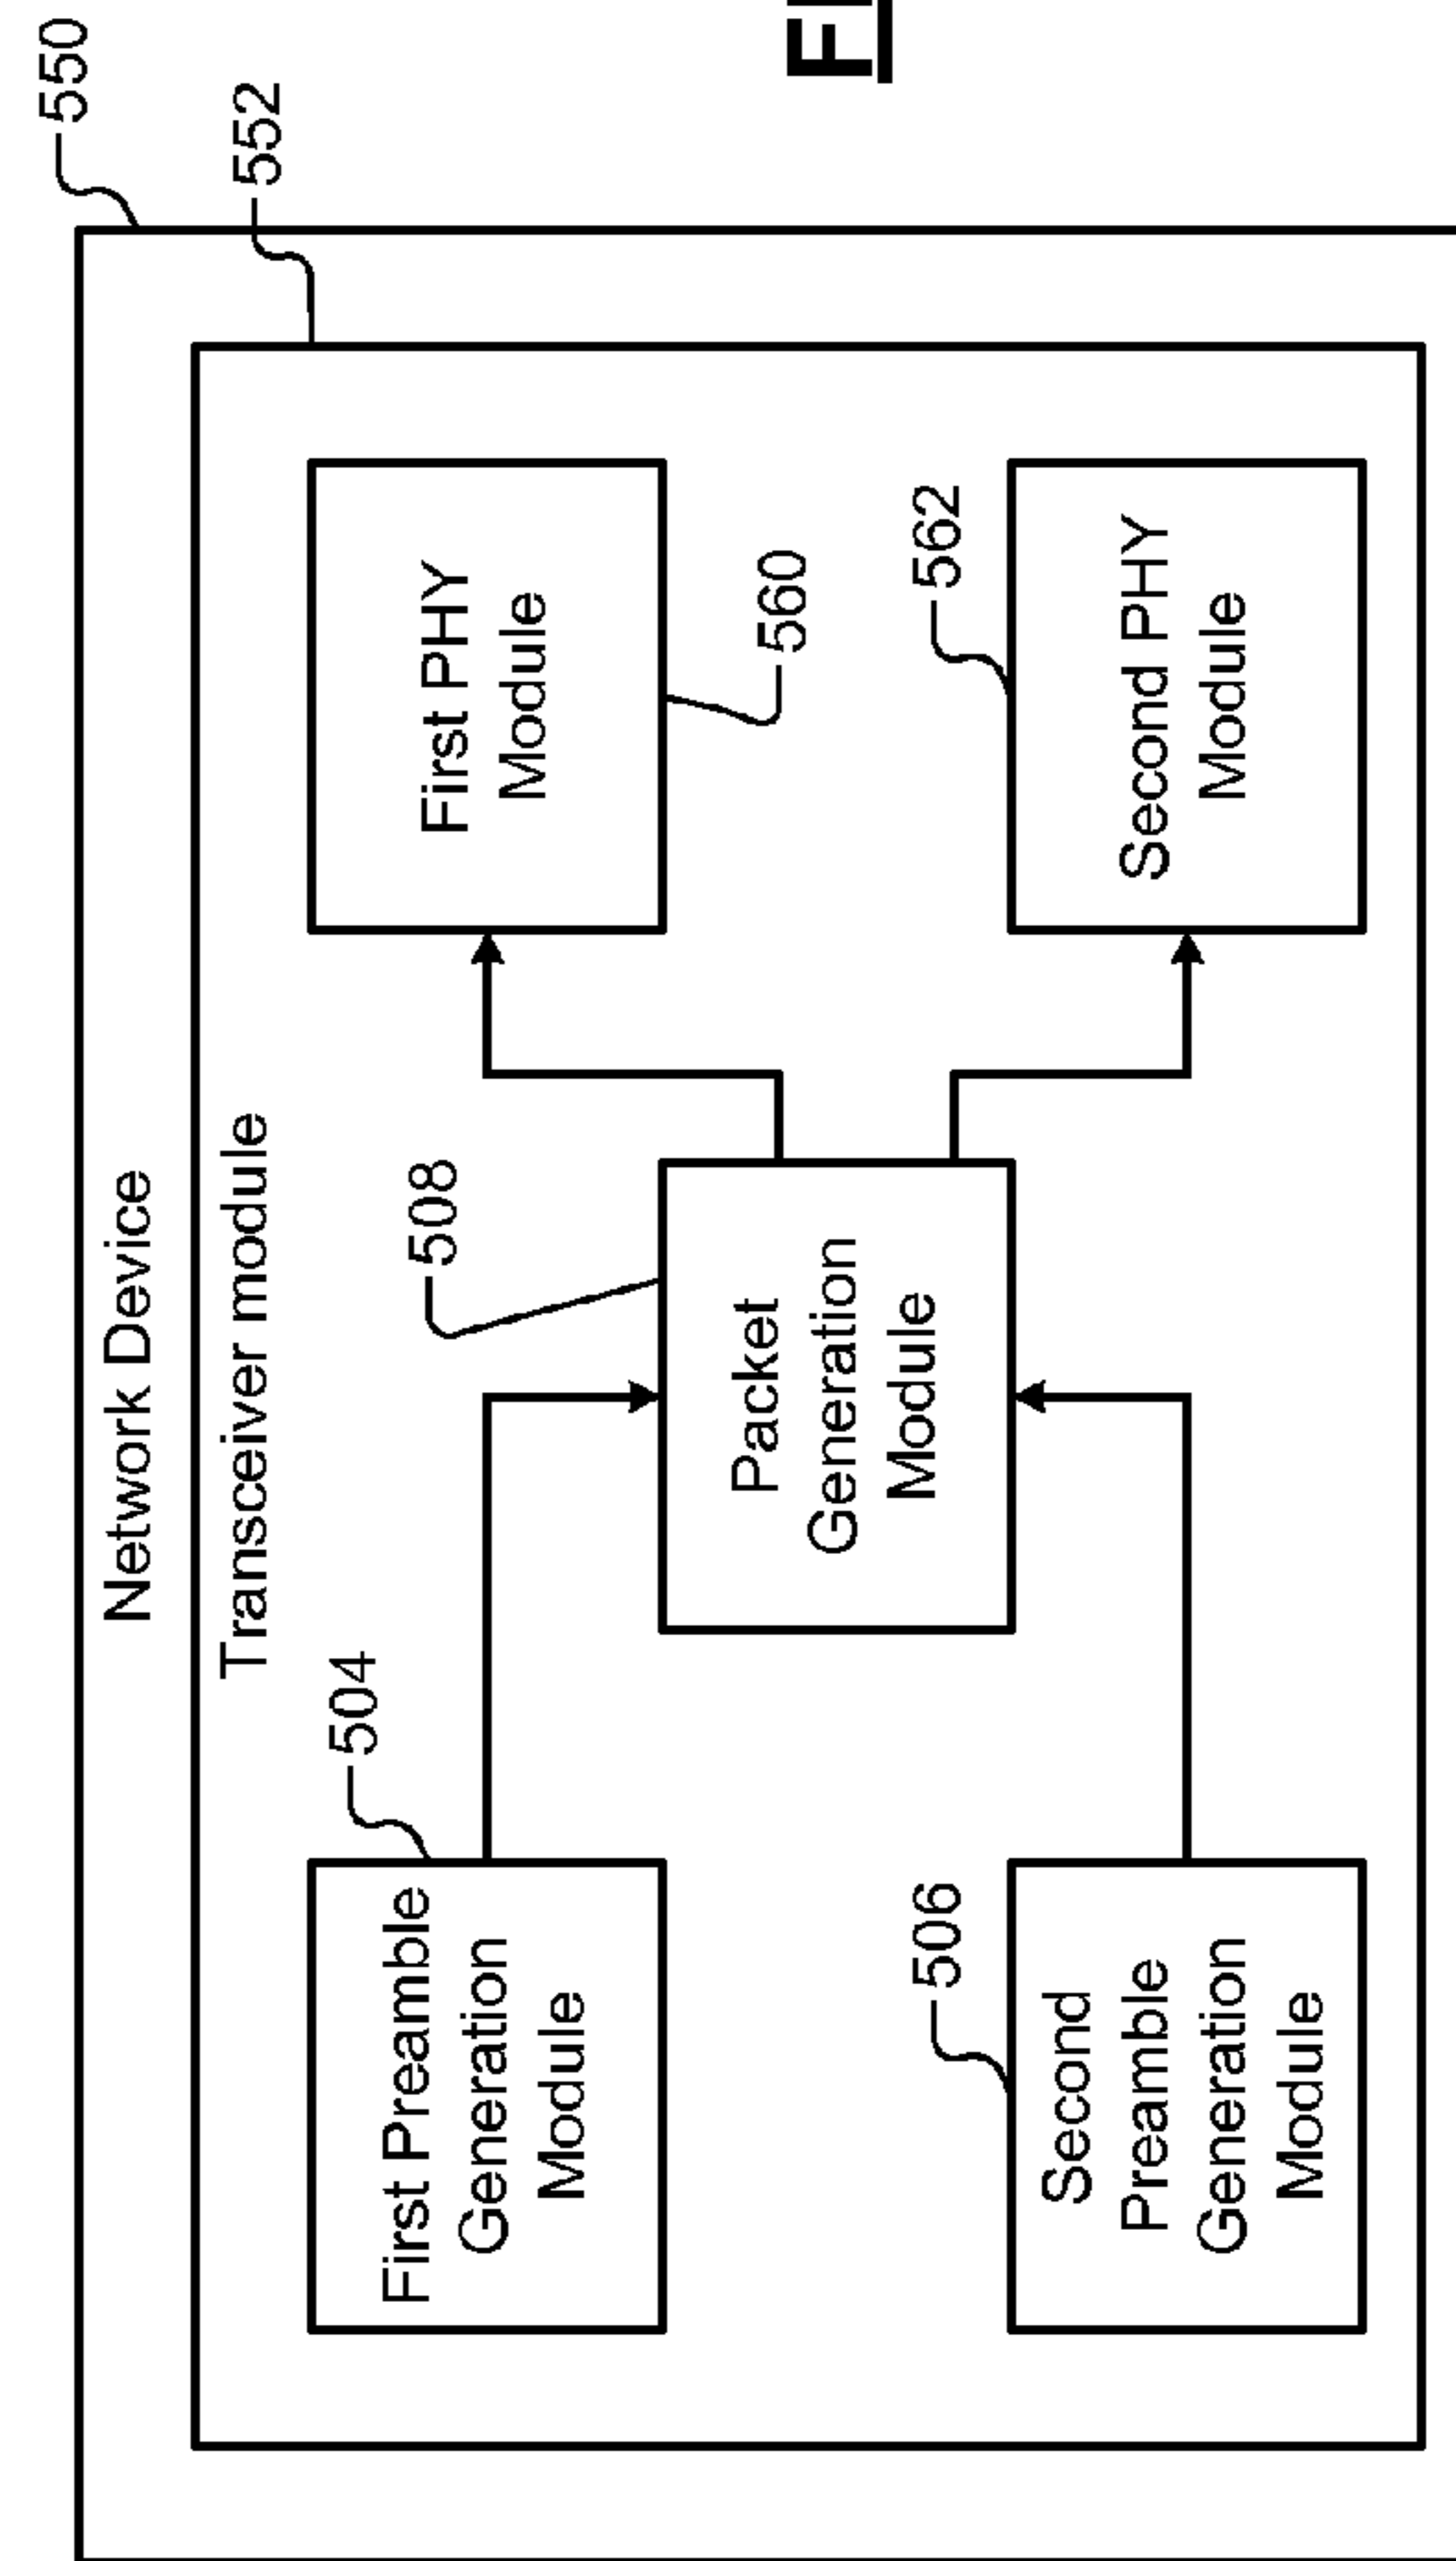 550
Network Device
552
Transceiver module
504
First Preamble
Generation
Module
508
Packet
Generation
Module
First PHY
Module
560
506
Second
Preamble
Generation
Module
562
Second PHY
Module